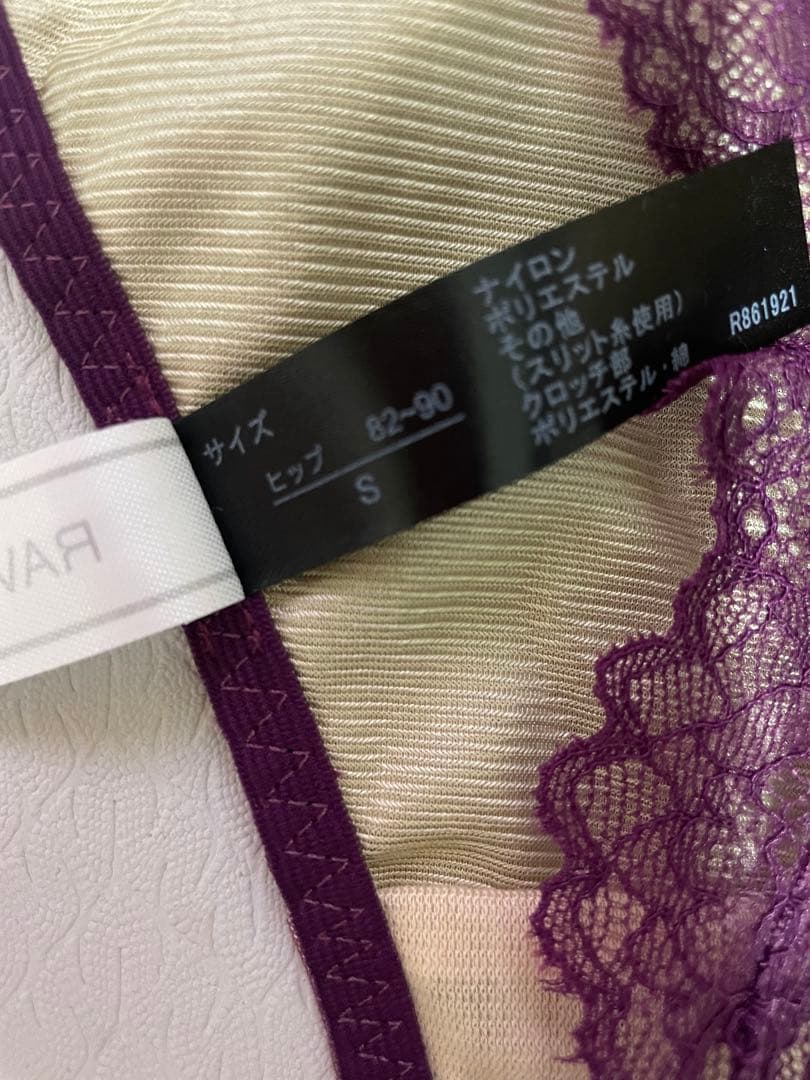 サイズ
ヒップ 82~90
S
ナイロン
ポリエステル
その他
(スリット糸使用)
クロッチ部
ポリエステル・綿
R861921
RAV